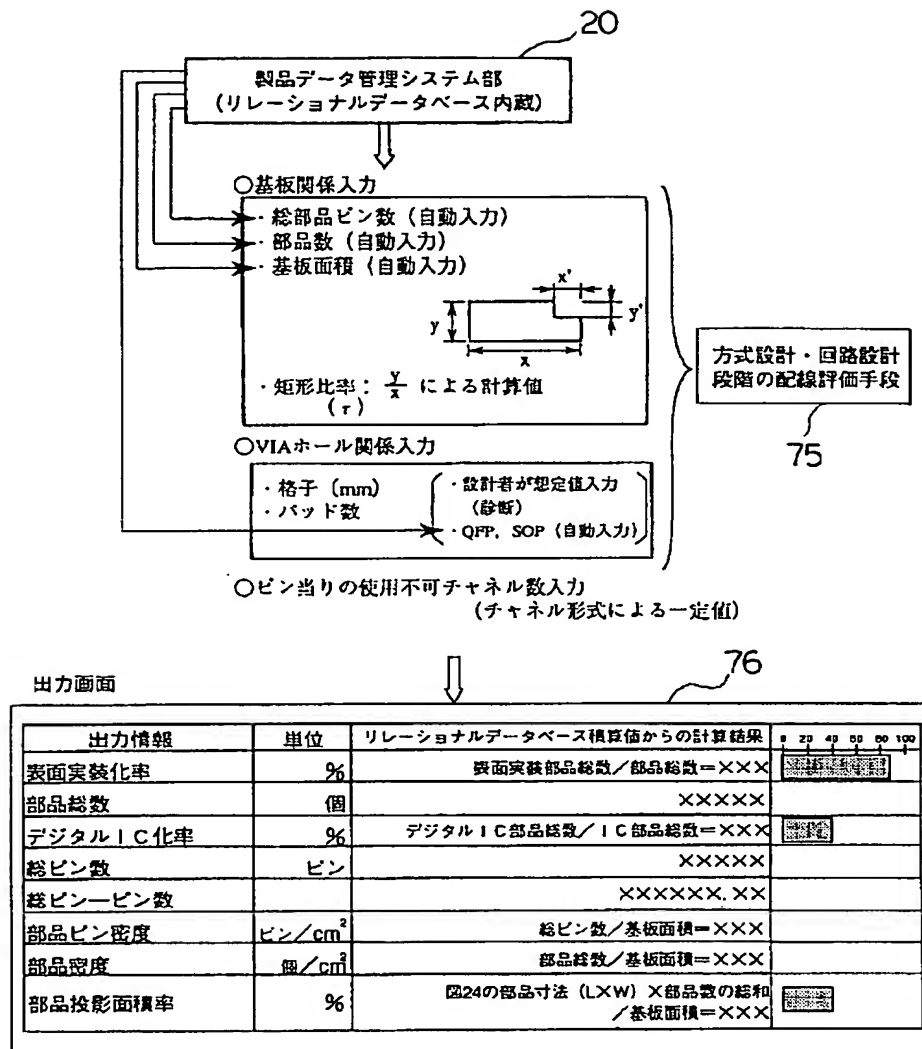 20
製品データ管理システム部
(リレーショナルデータベース内蔵)
○基板関係入力
・総部品ピン数 (自動入力)
・部品数 (自動入力)
・基板面積 (自動入力)
x'
y'
y
x
・矩形比率: y/x による計算値
(τ)
方式設計・回路設計
段階の配線評価手段
75
○VIAホール関係入力
・格子 (mm)
・パッド数
・設計者が想定値入力
(診断)
・QFP, SOP (自動入力)
○ピン当りの使用不可チャネル数入力
(チャネル形式による一定値)
76
出力画面
出力情報 単位 リレーショナルデータベース積算値からの計算結果 0 20 40 60 80 100
表面実装化率 % 表面実装部品総数/部品総数=×××
部品総数 個 ×××××
デジタルIC化率 % デジタルIC部品総数/IC部品総数=×××
総ピン数 ピン ×××××
総ピン―ピン数 ××××××.××
部品ピン密度 ピン/cm² 総ピン数/基板面積=×××
部品密度 個/cm² 部品総数/基板面積=×××
部品投影面積率 % 図24の部品寸法 (L×W) ×部品数の総和
/基板面積=×××